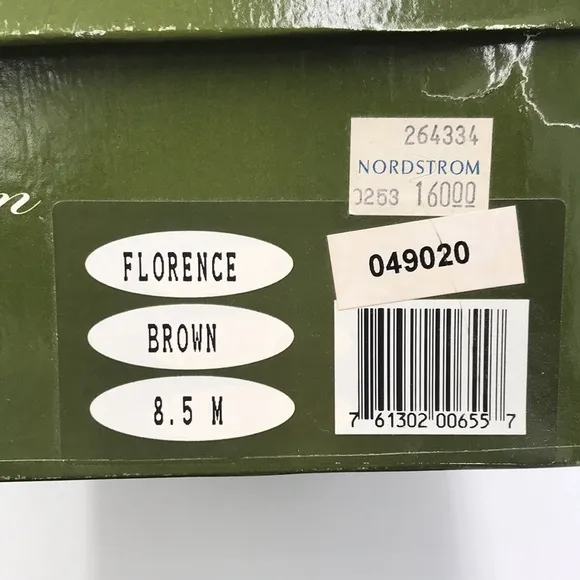 264334
NORDSTROM
0253 16000
049020
FLORENCE
BROWN
8.5 M
7 61302 00655 7